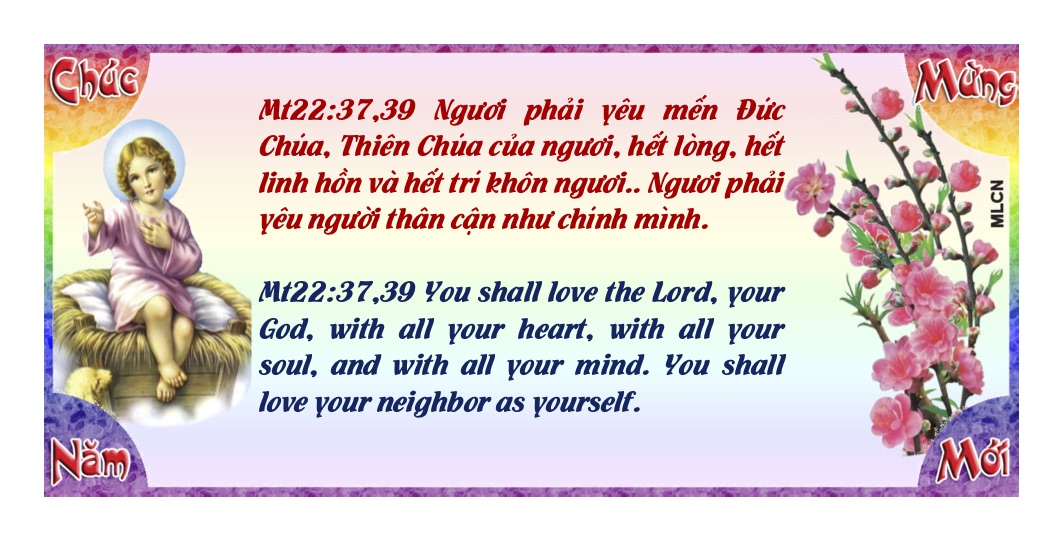 Chúc
Mừng
Mt22:37,39 Ngươi phải yêu mến Đức
Chúa, Thiên Chúa của ngươi, hết lòng, hết
linh hồn và hết trí khôn ngươi.. Ngươi phải
yêu người thân cận như chính mình.
MLCN
Mt22:37,39 You shall love the Lord, your
God, with all your heart, with all your
soul, and with all your mind. You shall
love your neighbor as yourself.
Năm
Mới